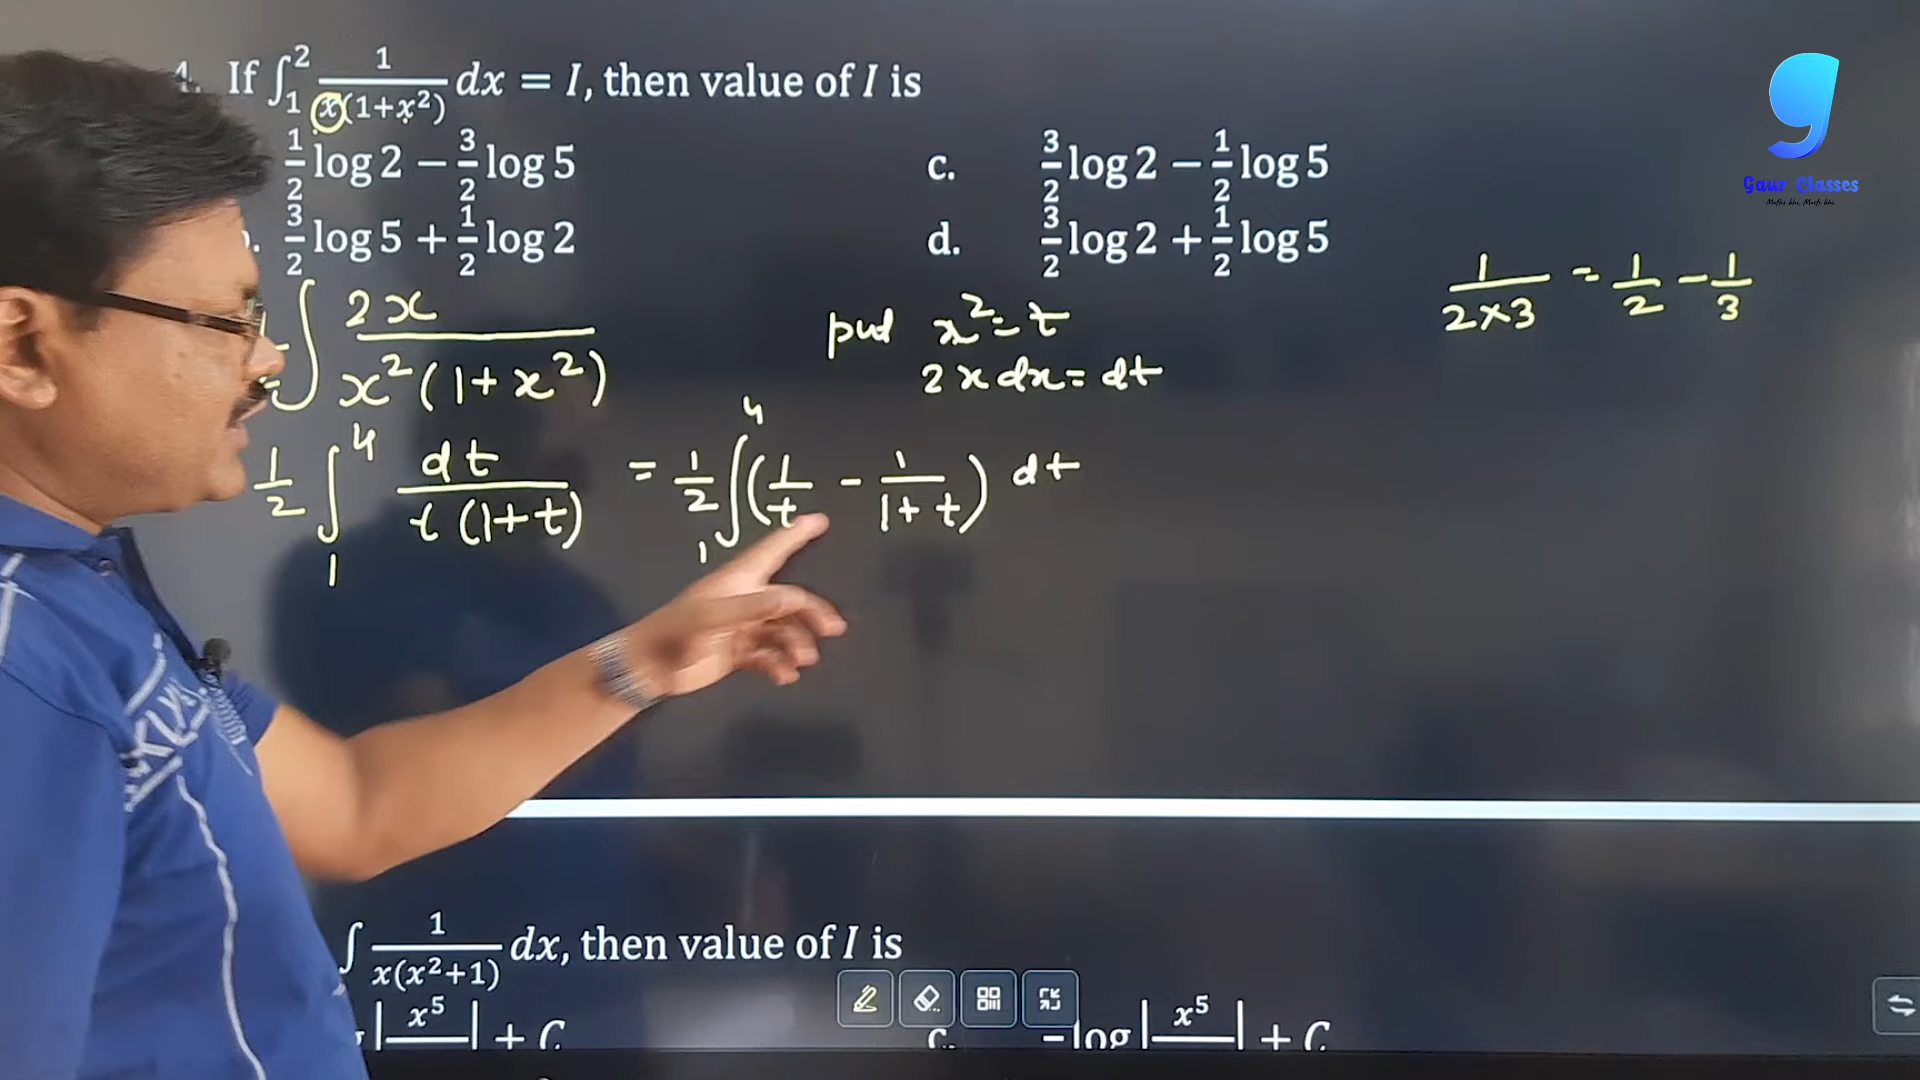 4. If ∫₁² 1/x(1+x²) dx = I, then value of I is
1/2 log 2 − 3/2 log 5
c. 3/2 log 2 − 1/2 log 5
b. 3/2 log 5 + 1/2 log 2
d. 3/2 log 2 + 1/2 log 5
1/(2×3) = 1/2 − 1/3
∫ 2x/x²(1+x²)
put x² = t
2x dx = dt
1/2 ∫₁⁴ dt/t(1+t) = 1/2 ∫₁⁴ (1/t − 1/(1+t)) dt
∫ 1/x(x²+1) dx, then value of I is
|x⁵ | + C
c. −log |x⁵ | + C
g
Gaur Classes